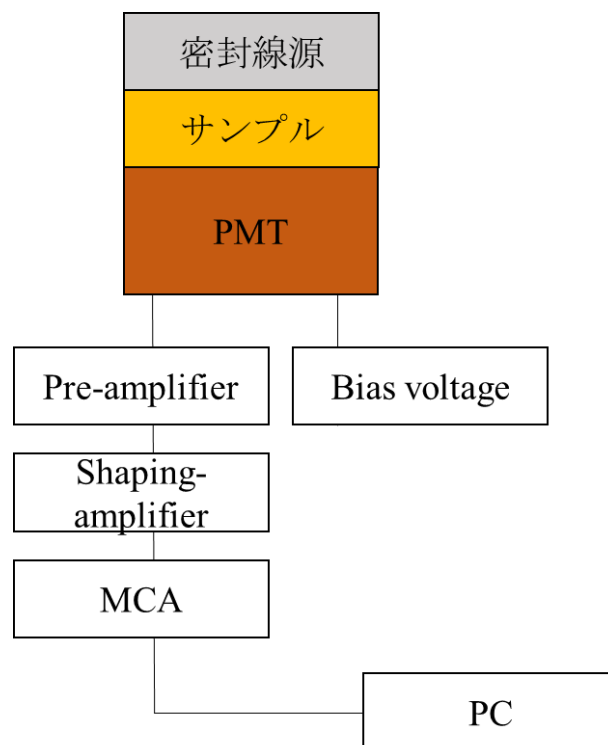 密封線源
サンプル
PMT
Pre-amplifier
Bias voltage
Shaping-
amplifier
MCA
PC